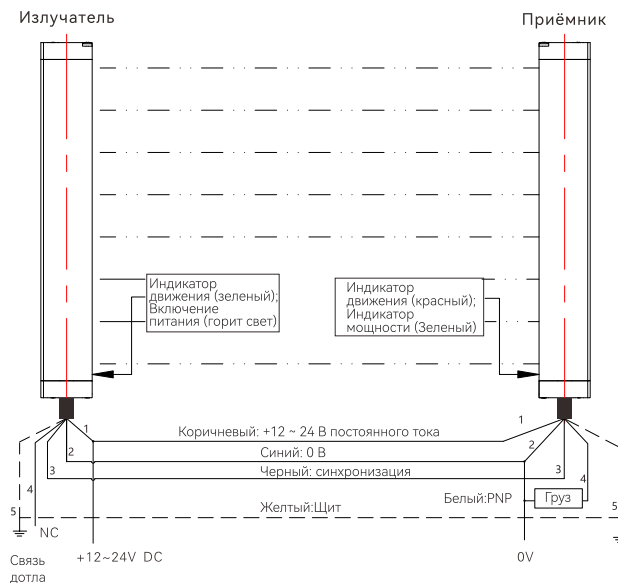 Излучатель
Приёмник
Индикатор
движения (зеленый);
Включение
питания (горит свет)
Индикатор
движения (красный);
Индикатор
мощности (Зеленый)
1
Коричневый: +12 ~ 24 В постоянного тока
1
2
Синий: 0 В
2
3
Черный: синхронизация
3
4
4
Белый:PNP
Груз
5
Желтый:Щит
5
NC
Связь
дотла
+12~24V DC
0V